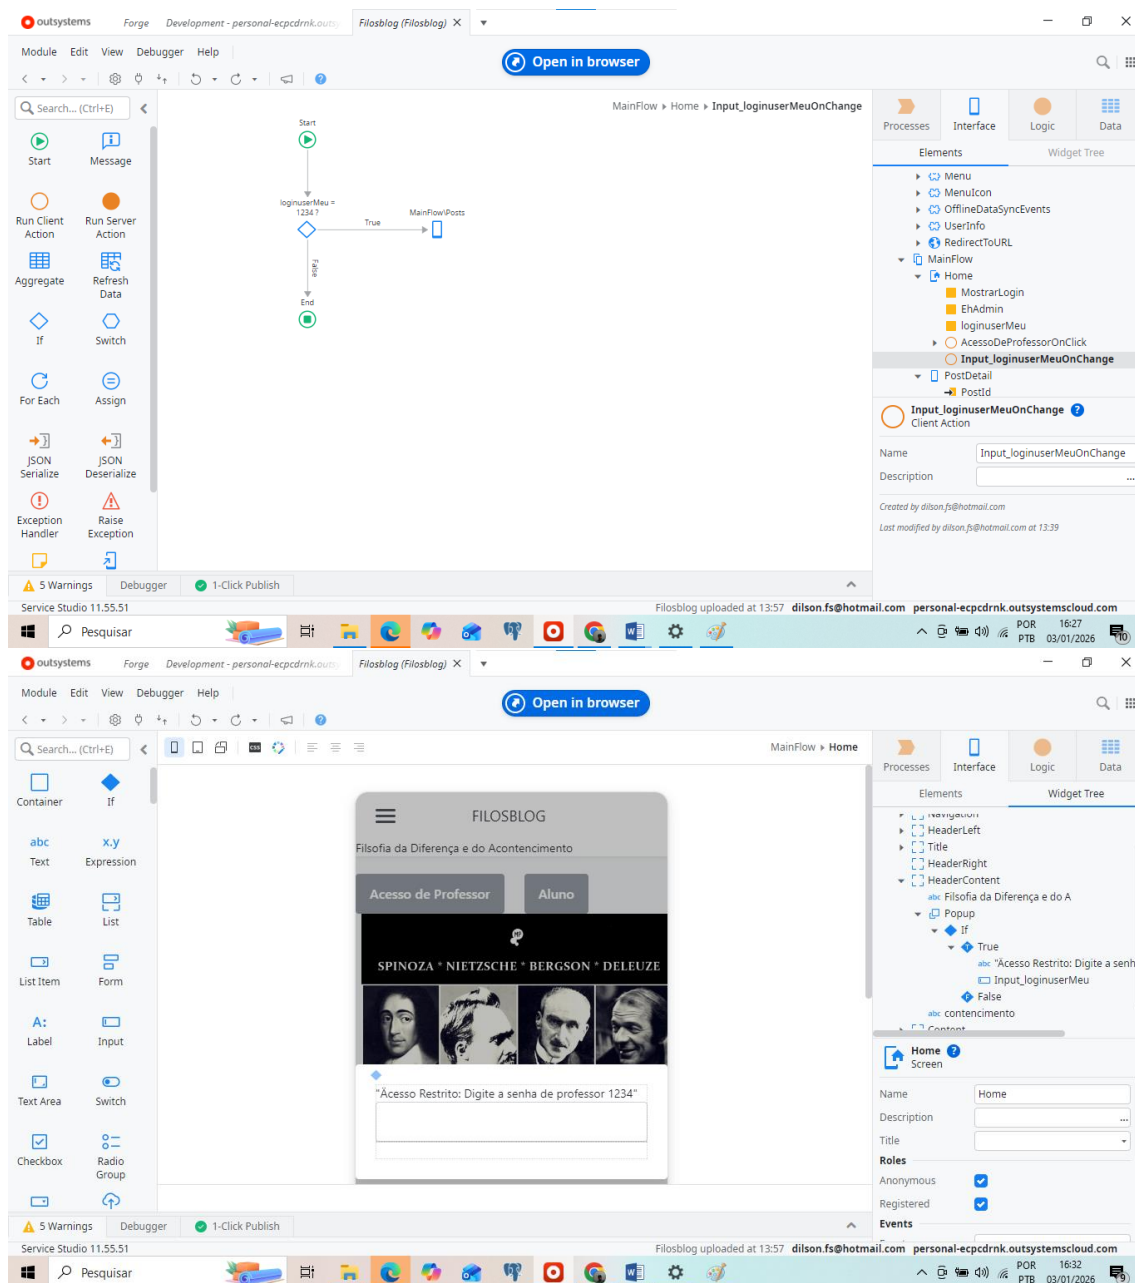 outsystems Forge Development - personal-ecpcdrnk.outsy Filosblog (Filosblog)
Module Edit View Debugger Help
Open in browser
Search... (Ctrl+E)
MainFlow Home Input_loginuserMeuOnChange
Processes Interface Logic Data
Elements Widget Tree
Start Message
Run Client Action Run Server Action
Aggregate Refresh Data
If Switch
For Each Assign
JSON Serialize JSON Deserialize
Exception Handler Raise Exception
Start
loginuserMeu =
1234 ?
True
MainFlow\Posts
False
End
Menu
MenuIcon
OfflineDataSyncEvents
UserInfo
RedirectToURL
MainFlow
Home
MostrarLogin
EhAdmin
loginuserMeu
AcessoDeProfessorOnClick
Input_loginuserMeuOnChange
PostDetail
PostId
Input_loginuserMeuOnChange
Client Action
Name Input_loginuserMeuOnChange
Description ...
Created by dilson.fs@hotmail.com
Last modified by dilson.fs@hotmail.com at 13:39
5 Warnings Debugger 1-Click Publish
Service Studio 11.55.51 Filosblog uploaded at 13:57 dilson.fs@hotmail.com personal-ecpcdrnk.outsystemscloud.com
Pesquisar POR 16:27
PTB 03/01/2026 10
outsystems Forge Development - personal-ecpcdrnk.outsy Filosblog (Filosblog)
Module Edit View Debugger Help
Open in browser
Search... (Ctrl+E)
CSS
MainFlow Home
Processes Interface Logic Data
Elements Widget Tree
Container If
abc Text x.y Expression
Table List
List Item Form
A: Label Input
Text Area Switch
Checkbox Radio Group
FILOSBLOG
Filsofia da Diferença e do Acontencimento
Acesso de Professor Aluno
SPINOZA * NIETZSCHE * BERGSON * DELEUZE
"Äcesso Restrito: Digite a senha de professor 1234"
Navigation
HeaderLeft
Title
HeaderRight
HeaderContent
abc Filsofia da Diferença e do A
Popup
If
True
abc "Äcesso Restrito: Digite a senh
Input_loginuserMeu
False
abc contencimento
Content
Home
Screen
Name Home
Description ...
Title
Roles
Anonymous
Registered
Events
5 Warnings Debugger 1-Click Publish
Service Studio 11.55.51 Filosblog uploaded at 13:57 dilson.fs@hotmail.com personal-ecpcdrnk.outsystemscloud.com
Pesquisar POR 16:32
PTB 03/01/2026